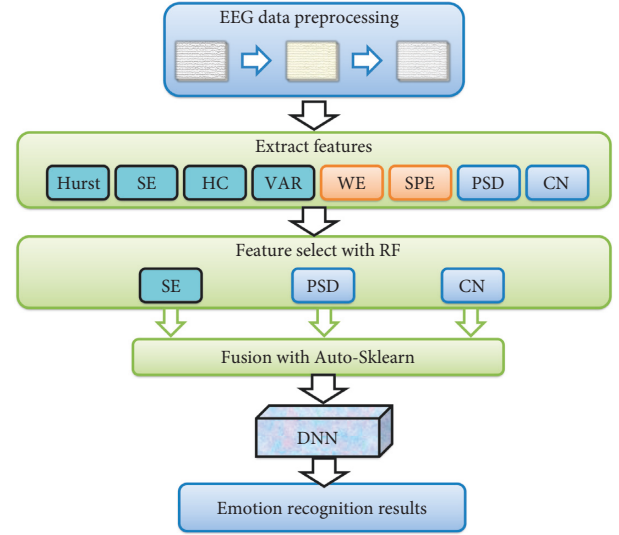 EEG data preprocessing
Extract features
Hurst SE HC VAR WE SPE PSD CN
Feature select with RF
SE PSD CN
Fusion with Auto-Sklearn
DNN
Emotion recognition results